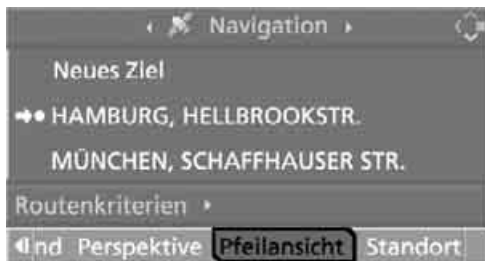 Navigation
Neues Ziel
HAMBURG, HELLBROOKSTR.
MÜNCHEN, SCHAFFHAUSER STR.
Routenkriterien
nd Perspektive Pfeilansicht Standort